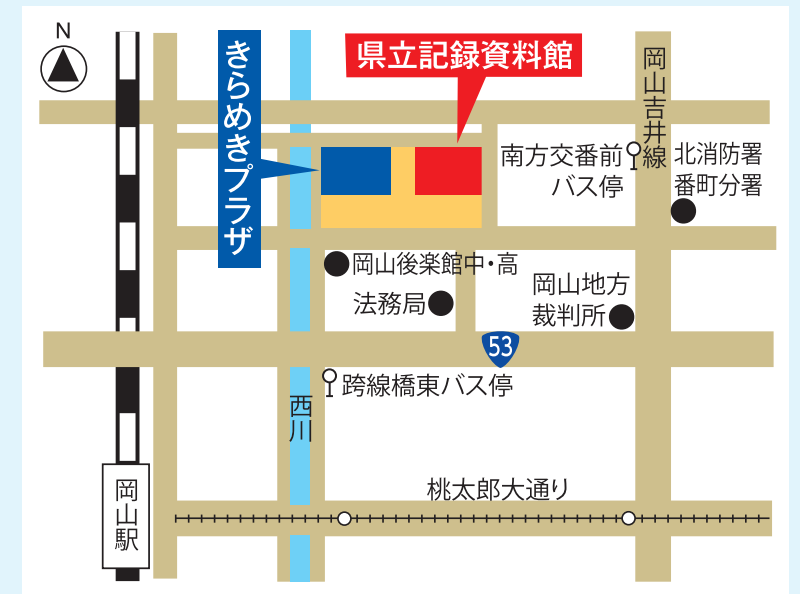 N
県立記録資料館
きらめきプラザ
岡山吉井線
南方交番前
バス停
北消防署
番町分署
岡山後楽館中・高
法務局
岡山地方
裁判所
53
跨線橋東バス停
西川
桃太郎大通り
岡山駅